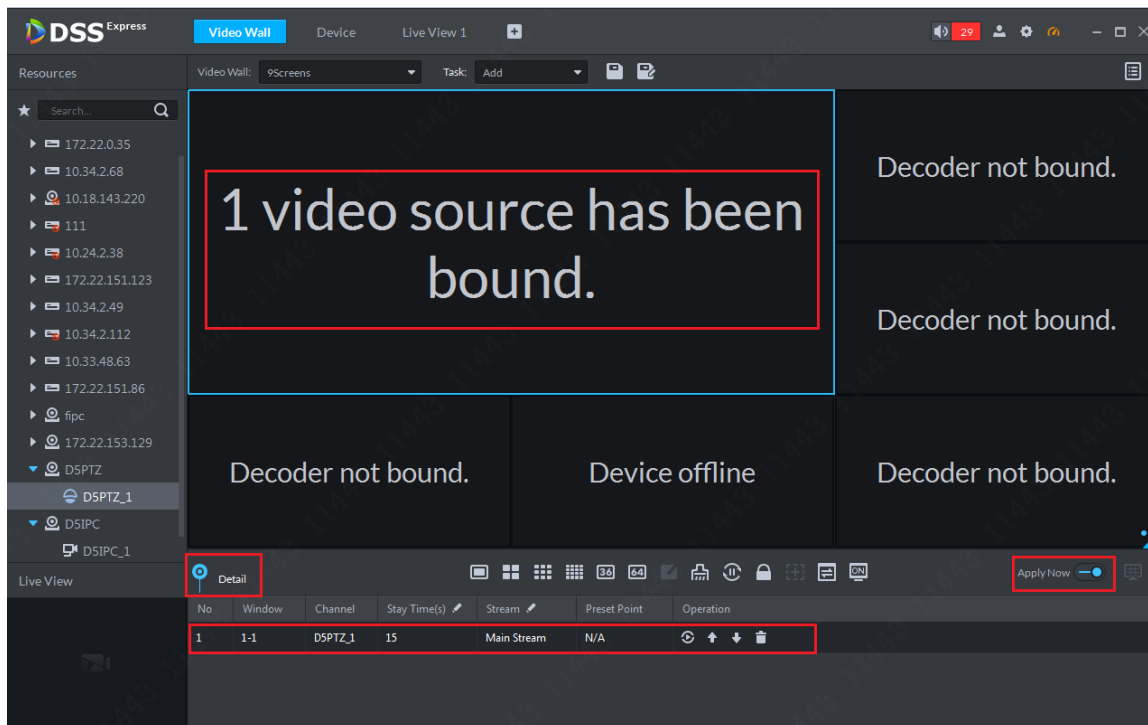 DSS Express
Video Wall
Device
Live View 1
29
Resources
Video Wall: 9Screens
Task: Add
Search...
172.22.0.35
10.34.2.68
10.18.143.220
111
10.24.2.38
172.22.151.123
10.34.2.49
10.34.2.112
10.33.48.63
172.22.151.86
fipc
172.22.153.129
D5PTZ
D5PTZ_1
D5IPC
D5IPC_1
1 video source has been
bound.
Decoder not bound.
Decoder not bound.
Decoder not bound.
Device offline
Decoder not bound.
Live View
Detail
36
64
ON
Apply Now
No Window Channel Stay Time(s) Stream Preset Point Operation
1 1-1 D5PTZ_1 15 Main Stream N/A